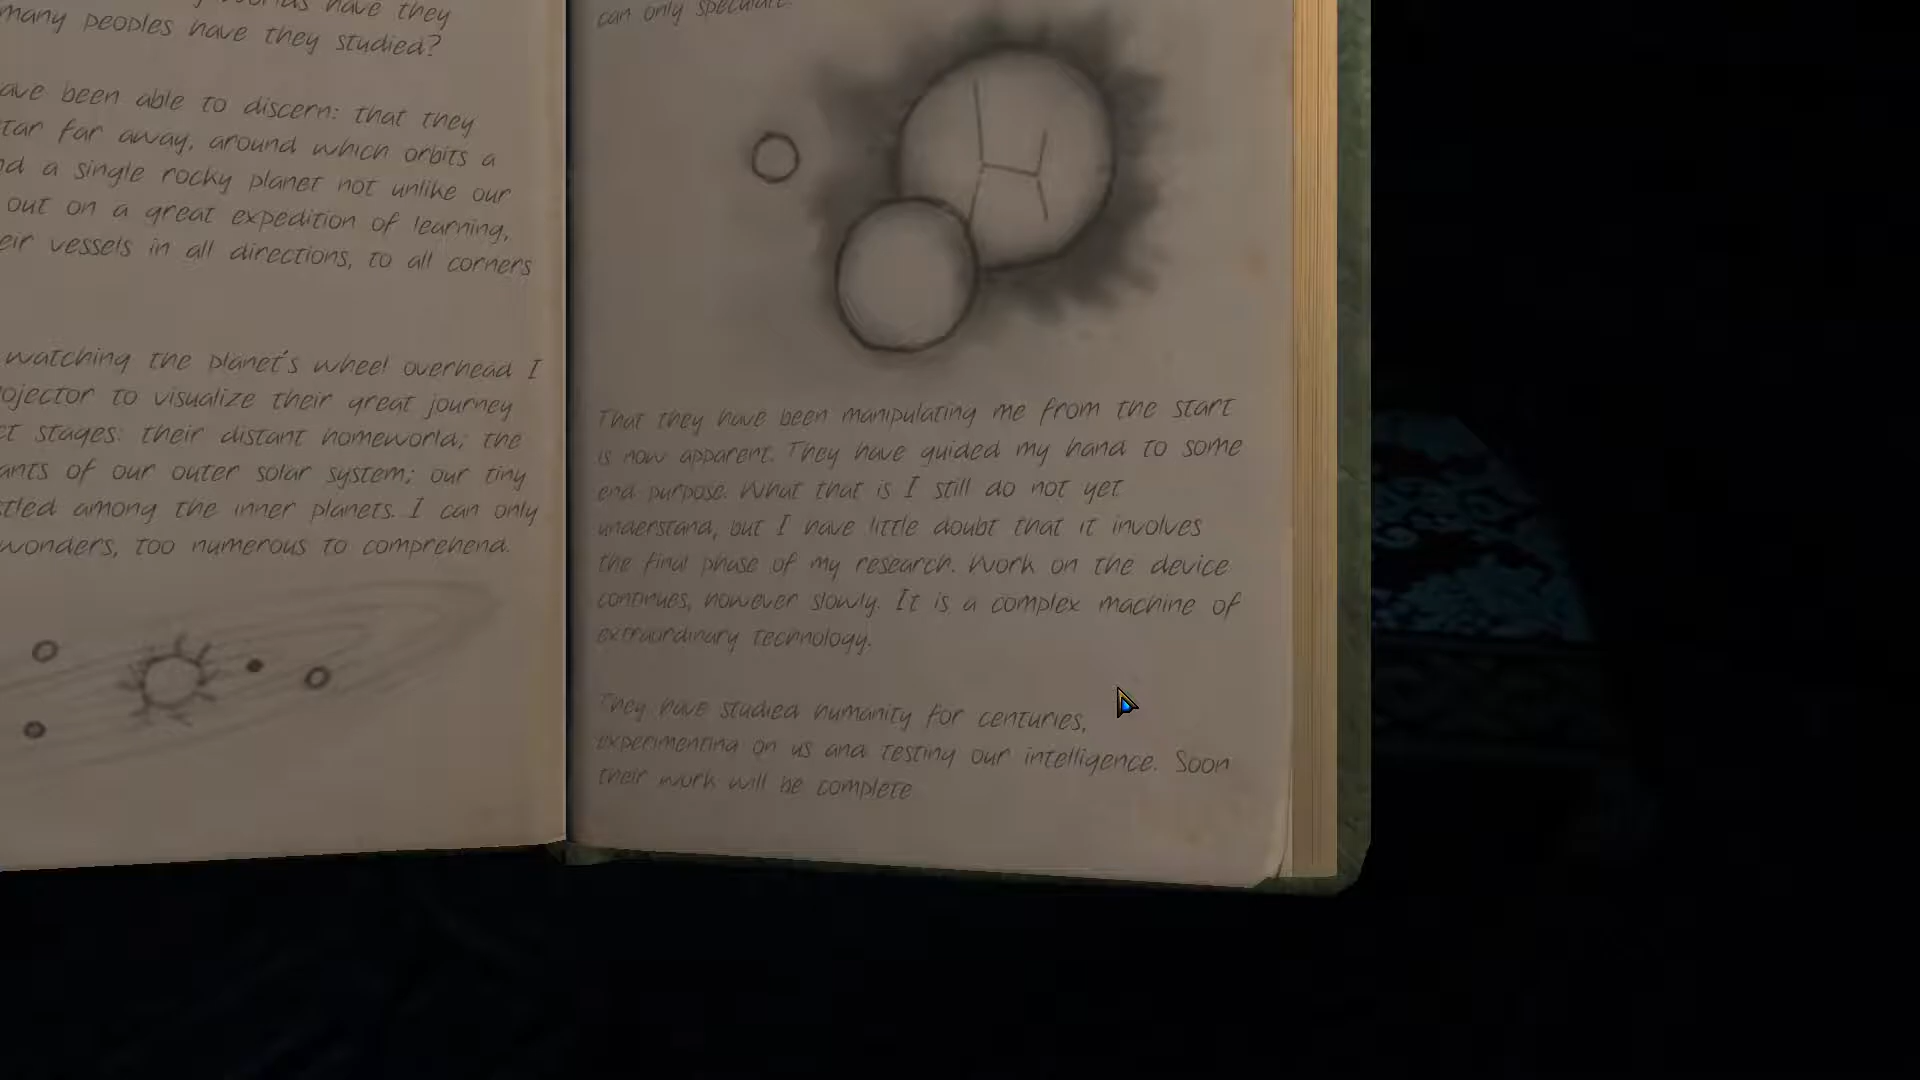 have they
many peoples have they studied?
have been able to discern: that they
far away, around which orbits a
a single rocky planet not unlike our
out on a great expedition of learning,
vessels in all directions, to all corners
watching the planet's wheel overhead I
to visualize their great journey
stages: their distant homeworld; the
of our outer solar system; our tiny
among the inner planets. I can only
wonders, too numerous to comprehend.
can only speculate.
That they have been manipulating me from the start
is now apparent. They have guided my hand to some
end purpose. What that is I still do not yet
understand, but I have little doubt that it involves
the final phase of my research. Work on the device
continues, however slowly. It is a complex machine of
extraordinary technology.
They have studied humanity for centuries,
experimenting on us and testing our intelligence. Soon
their work will be complete